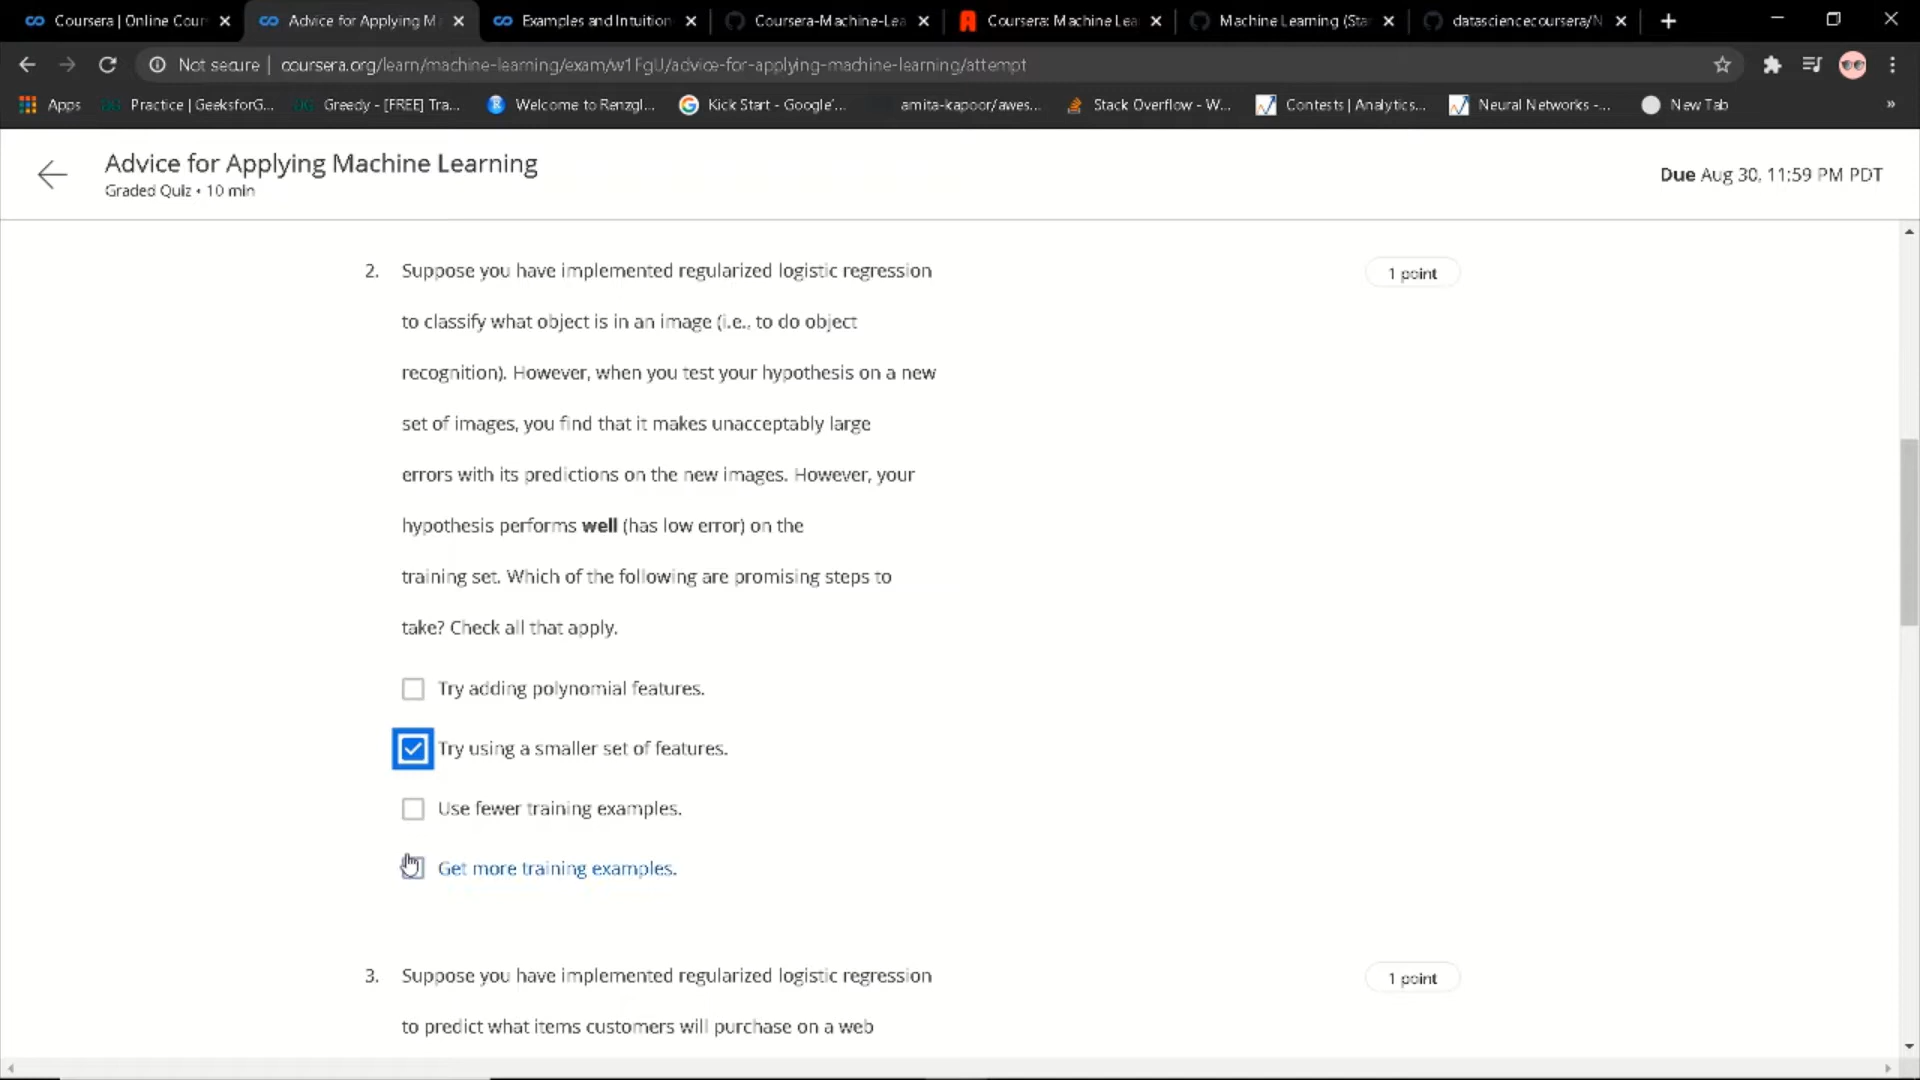 Coursera | Online Cour
Advice for Applying M
Examples and Intuition
Coursera-Machine-Lea
Coursera: Machine Lea
Machine Learning (Sta
datasciencecoursera/N
Not secure | coursera.org/learn/machine-learning/exam/w1FgU/advice-for-applying-machine-learning/attempt
Apps
Practice | GeeksforG...
Greedy - [FREE] Tra...
Welcome to Renzgl...
Kick Start - Google'...
amita-kapoor/awes...
Stack Overflow - W...
Contests | Analytics...
Neural Networks -...
New Tab
»
Advice for Applying Machine Learning
Graded Quiz • 10 min
Due Aug 30, 11:59 PM PDT
2. Suppose you have implemented regularized logistic regression
1 point
to classify what object is in an image (i.e., to do object
recognition). However, when you test your hypothesis on a new
set of images, you find that it makes unacceptably large
errors with its predictions on the new images. However, your
hypothesis performs well (has low error) on the
training set. Which of the following are promising steps to
take? Check all that apply.
Try adding polynomial features.
Try using a smaller set of features.
Use fewer training examples.
Get more training examples.
3. Suppose you have implemented regularized logistic regression
1 point
to predict what items customers will purchase on a web